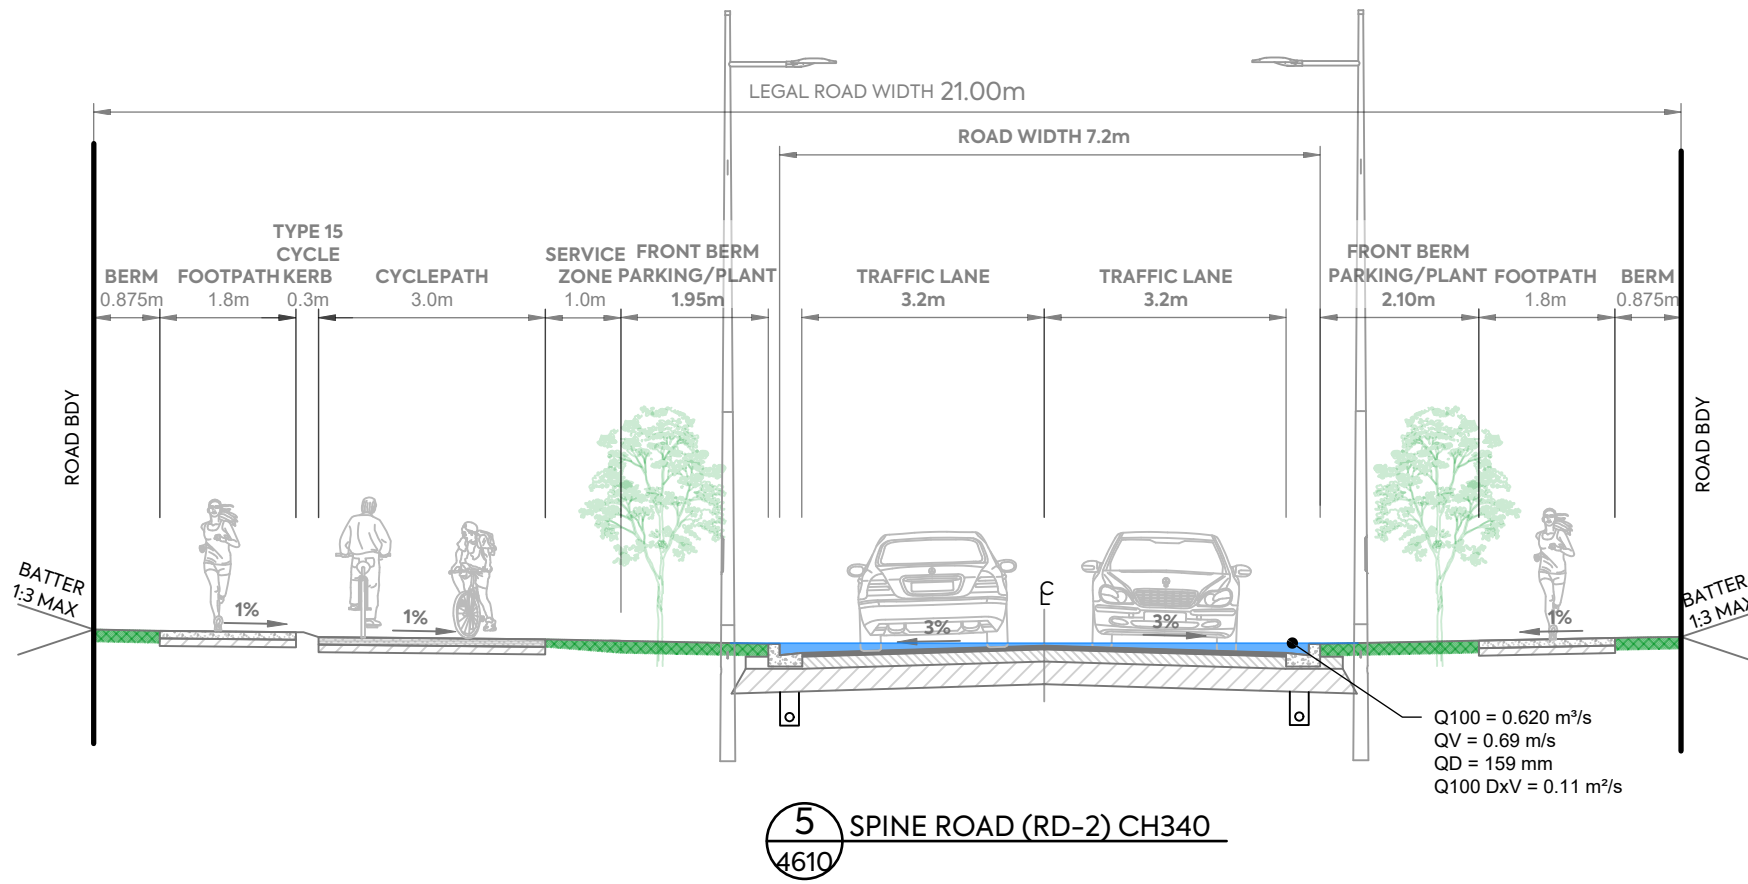 LEGAL ROAD WIDTH 21.00m
ROAD WIDTH 7.2m
BERM
0.875m
FOOTPATH
1.8m
TYPE 15
CYCLE
KERB
0.3m
CYCLEPATH
3.0m
SERVICE
ZONE
1.0m
FRONT BERM
PARKING/PLANT
1.95m
TRAFFIC LANE
3.2m
TRAFFIC LANE
3.2m
FRONT BERM
PARKING/PLANT
2.10m
FOOTPATH
1.8m
BERM
0.875m
ROAD BDY
ROAD BDY
BATTER
1:3 MAX
1%
1%
3%
CL
3%
1%
BATTER
1:3 MAX
Q100 = 0.620 m³/s
QV = 0.69 m/s
QD = 159 mm
Q100 DxV = 0.11 m²/s
5
4610
SPINE ROAD (RD-2) CH340